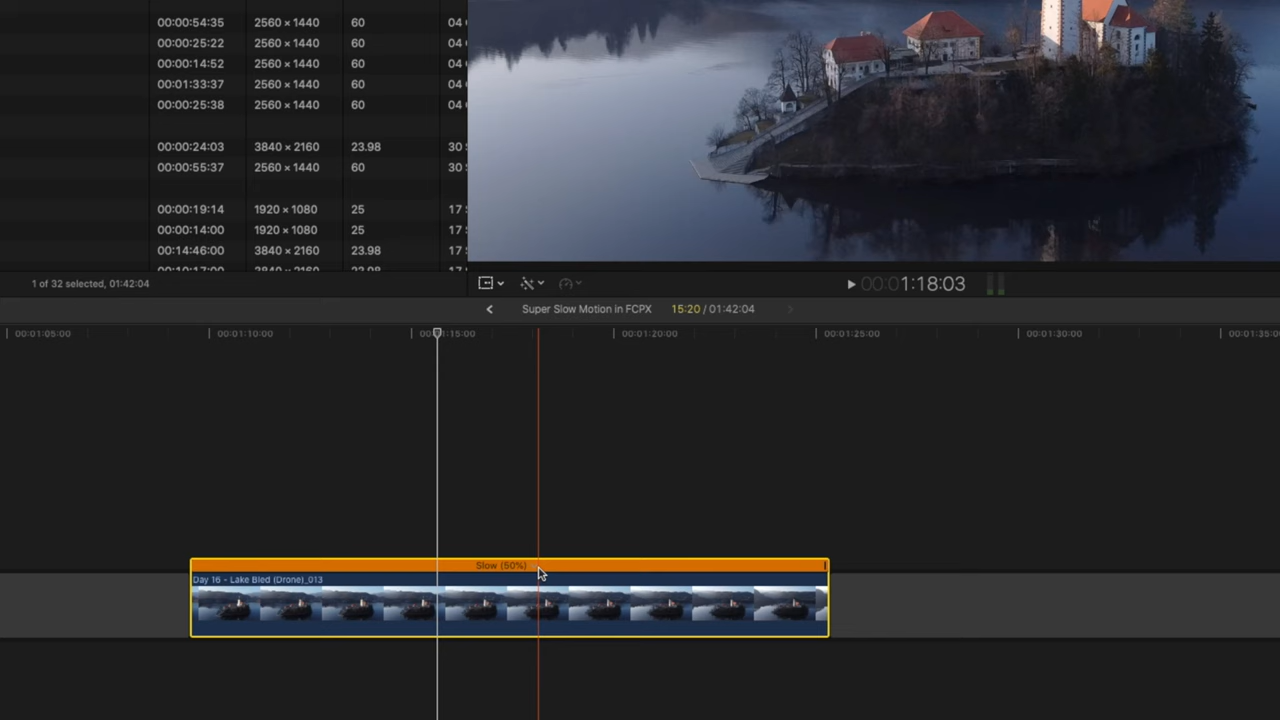 00:00:54:35 2560 × 1440 60 04
00:00:25:22 2560 × 1440 60 04
00:00:14:52 2560 × 1440 60 04
00:01:33:37 2560 × 1440 60 04
00:00:25:38 2560 × 1440 60 04
00:00:24:03 3840 × 2160 23.98 30
00:00:55:37 2560 × 1440 60 30
00:00:19:14 1920 × 1080 25 17
00:00:14:00 1920 × 1080 25 17
00:14:46:00 3840 × 2160 23.98 17
1 of 32 selected, 01:42:04
00:00:01:18:03
Super Slow Motion in FCPX 15:20 / 01:42:04
00:01:05:00 00:01:10:00 00:01:15:00 00:01:20:00 00:01:25:00 00:01:30:00 00:01:35:00
Slow (50%)
Day 16 - Lake Bled (Drone)_013